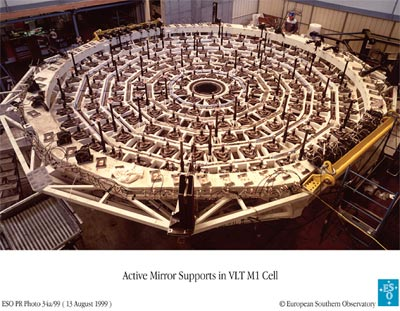 Active Mirror Supports in VLT M1 Cell
ESO PR Photo 34a/99 ( 13 August 1999 )
© European Southern Observatory
ESO